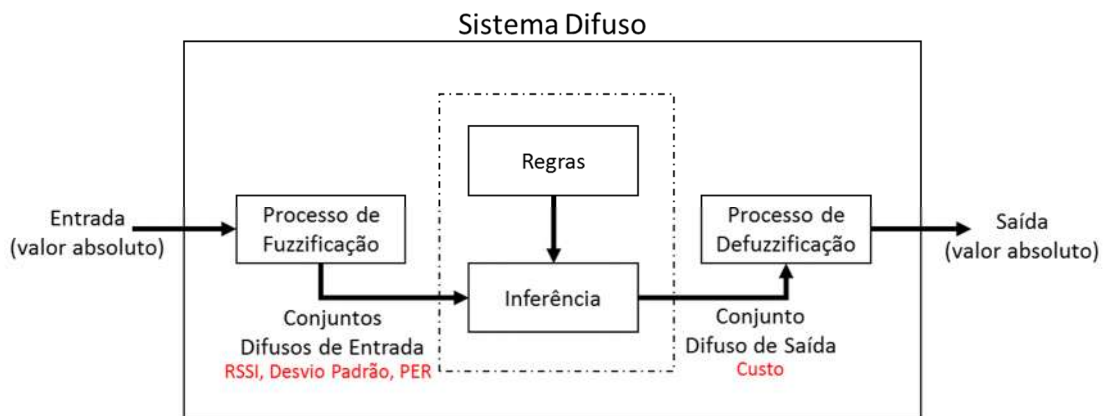 Sistema Difuso
Regras
Entrada
(valor absoluto)
Processo de
Fuzzificação
Processo de
Defuzzificação
Saída
(valor absoluto)
Inferência
Conjuntos
Difusos de Entrada
RSSI, Desvio Padrão, PER
Conjunto
Difuso de Saída
Custo